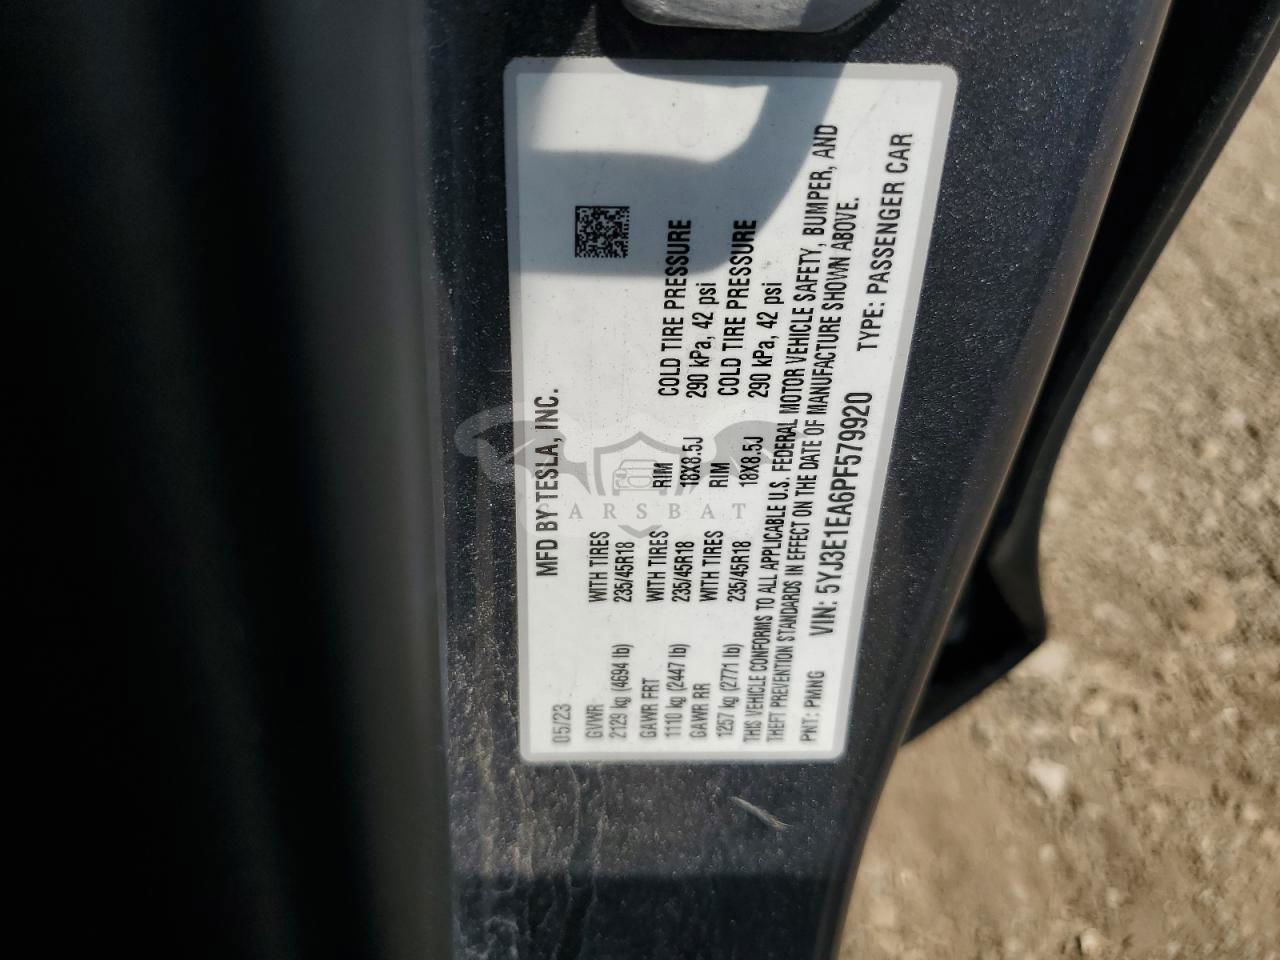 MFD BY TESLA, INC.
05/23
GVWR WITH TIRES
2129 kg (4694 lb) 235/45R18
GAWR FRT WITH TIRES RIM COLD TIRE PRESSURE
1110 kg (2447 lb) 235/45R18 18X8.5J 290 kPa, 42 psi
GAWR RR WITH TIRES RIM COLD TIRE PRESSURE
1257 kg (2771 lb) 235/45R18 18X8.5J 290 kPa, 42 psi
THIS VEHICLE CONFORMS TO ALL APPLICABLE U.S. FEDERAL MOTOR VEHICLE SAFETY, BUMPER, AND
THEFT PREVENTION STANDARDS IN EFFECT ON THE DATE OF MANUFACTURE SHOWN ABOVE.
PNT: PMNG VIN: 5YJ3E1EA6PF579920 TYPE: PASSENGER CAR
CARSBAT